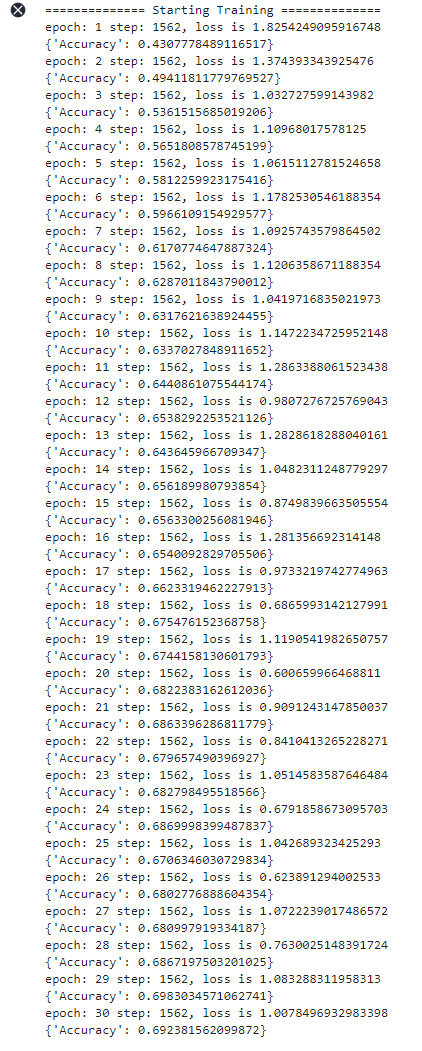 ============== Starting Training ==============
epoch: 1 step: 1562, loss is 1.8254249095916748
{'Accuracy': 0.4307778489116517}
epoch: 2 step: 1562, loss is 1.374393343925476
{'Accuracy': 0.49411811779769527}
epoch: 3 step: 1562, loss is 1.032727599143982
{'Accuracy': 0.5361515685019206}
epoch: 4 step: 1562, loss is 1.10968017578125
{'Accuracy': 0.5651808578745199}
epoch: 5 step: 1562, loss is 1.0615112781524658
{'Accuracy': 0.5812259923175416}
epoch: 6 step: 1562, loss is 1.1782530546188354
{'Accuracy': 0.5966109154929577}
epoch: 7 step: 1562, loss is 1.0925743579864502
{'Accuracy': 0.6170774647887324}
epoch: 8 step: 1562, loss is 1.1206358671188354
{'Accuracy': 0.6287011843790012}
epoch: 9 step: 1562, loss is 1.0419716835021973
{'Accuracy': 0.6317621638924455}
epoch: 10 step: 1562, loss is 1.1472234725952148
{'Accuracy': 0.6337027848911652}
epoch: 11 step: 1562, loss is 1.2863388061523438
{'Accuracy': 0.6440861075544174}
epoch: 12 step: 1562, loss is 0.9807276725769043
{'Accuracy': 0.6538292253521126}
epoch: 13 step: 1562, loss is 1.2828618288040161
{'Accuracy': 0.643645966709347}
epoch: 14 step: 1562, loss is 1.0482311248779297
{'Accuracy': 0.656189980793854}
epoch: 15 step: 1562, loss is 0.8749839663505554
{'Accuracy': 0.6563300256081946}
epoch: 16 step: 1562, loss is 1.281356692314148
{'Accuracy': 0.6540092829705506}
epoch: 17 step: 1562, loss is 0.9733219742774963
{'Accuracy': 0.6623319462227913}
epoch: 18 step: 1562, loss is 0.6865993142127991
{'Accuracy': 0.675476152368758}
epoch: 19 step: 1562, loss is 1.1190541982650757
{'Accuracy': 0.6744158130601793}
epoch: 20 step: 1562, loss is 0.600659966468811
{'Accuracy': 0.6822383162612036}
epoch: 21 step: 1562, loss is 0.9091243147850037
{'Accuracy': 0.6863396286811779}
epoch: 22 step: 1562, loss is 0.8410413265228271
{'Accuracy': 0.679657490396927}
epoch: 23 step: 1562, loss is 1.0514583587646484
{'Accuracy': 0.682798495518566}
epoch: 24 step: 1562, loss is 0.6791858673095703
{'Accuracy': 0.6869998399487837}
epoch: 25 step: 1562, loss is 1.042689323425293
{'Accuracy': 0.6706346030729834}
epoch: 26 step: 1562, loss is 0.623891294002533
{'Accuracy': 0.6802776888604354}
epoch: 27 step: 1562, loss is 1.0722239017486572
{'Accuracy': 0.680997919334187}
epoch: 28 step: 1562, loss is 0.7630025148391724
{'Accuracy': 0.6867197503201025}
epoch: 29 step: 1562, loss is 1.083288311958313
{'Accuracy': 0.6983034571062741}
epoch: 30 step: 1562, loss is 1.0078496932983398
{'Accuracy': 0.692381562099872}